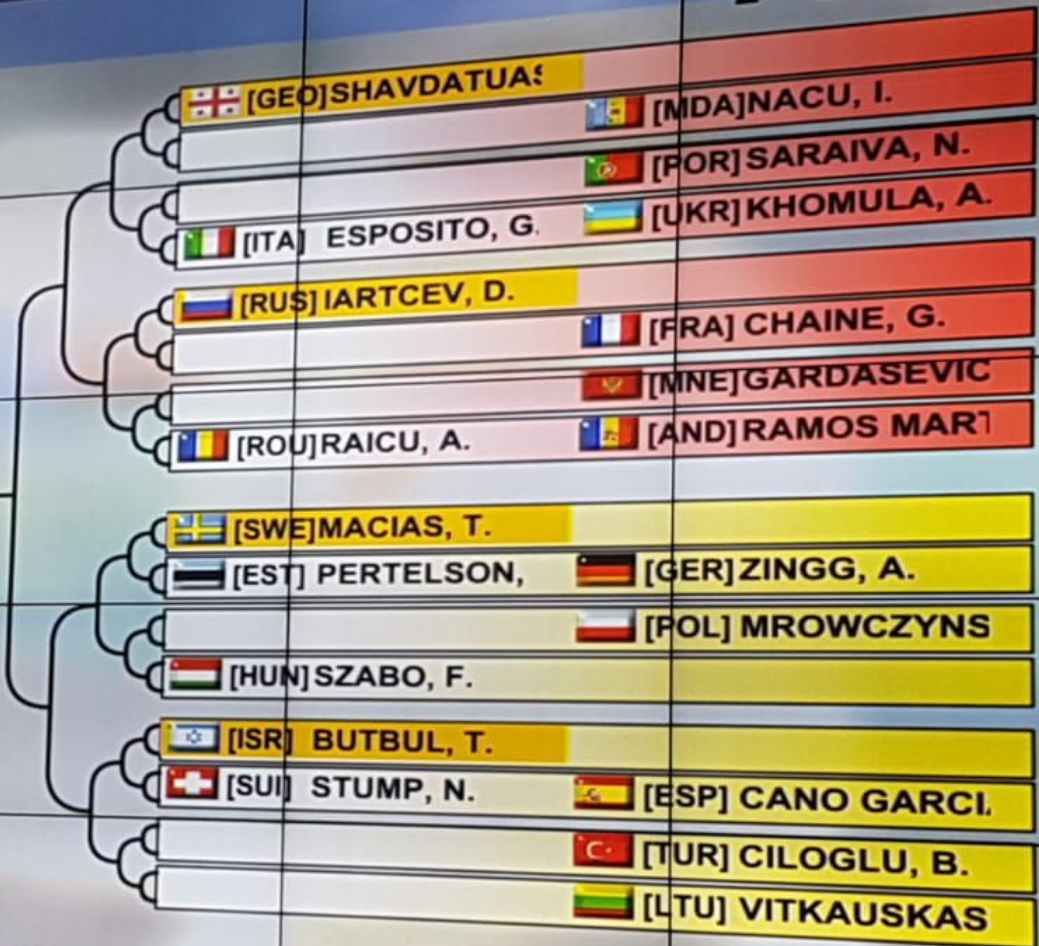 [GEO]SHAVDATUAS
[MDA]NACU, I.
[POR]SARAIVA, N.
[ITA] ESPOSITO, G. [UKR]KHOMULA, A.
[RUS]IARTCEV, D.
[FRA] CHAINE, G.
[MNE]GARDASEVIC
[ROU]RAICU, A. [AND]RAMOS MART
[SWE]MACIAS, T.
[EST] PERTELSON, [GER]ZINGG, A.
[POL] MROWCZYNS
[HUN]SZABO, F.
[ISR] BUTBUL, T.
[SUI] STUMP, N. [ESP] CANO GARCI
[TUR] CILOGLU, B.
[LTU] VITKAUSKAS